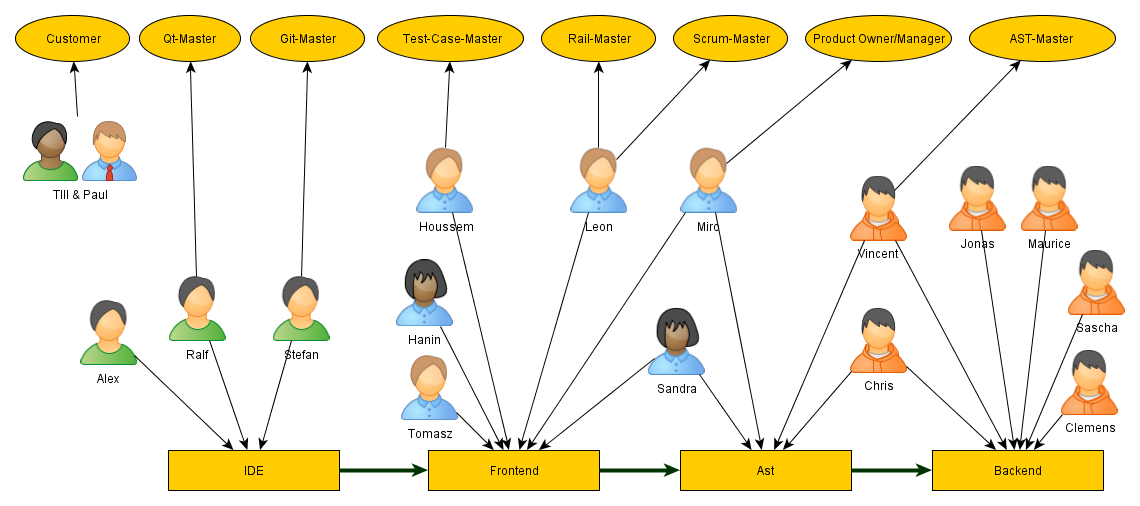 Customer
Qt-Master
Git-Master
Test-Case-Master
Rail-Master
Scrum-Master
Product Owner/Manager
AST-Master
TIll & Paul
Houssem
Leon
Miro
Vincent
Jonas
Maurice
Sascha
Hanin
Ralf
Stefan
Alex
Sandra
Chris
Tomasz
Clemens
IDE
Frontend
Ast
Backend